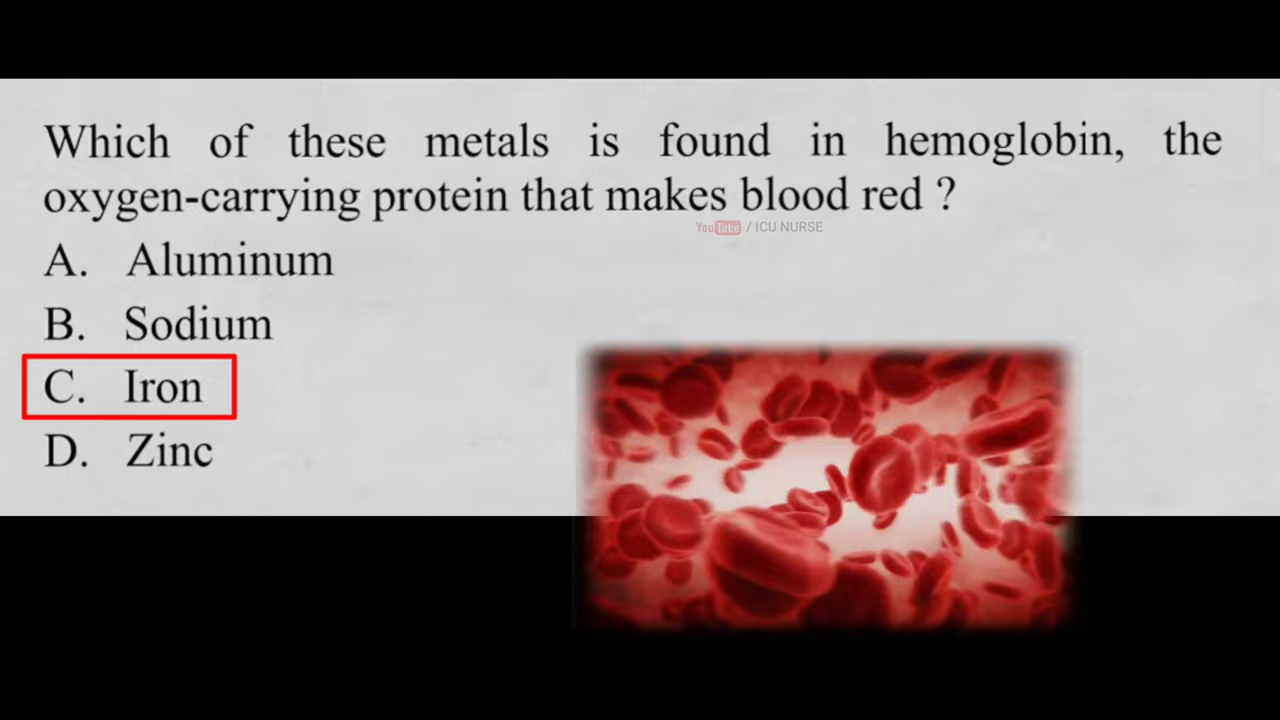 Which of these metals is found in hemoglobin, the
oxygen-carrying protein that makes blood red ?
YouTube / ICU NURSE
A. Aluminum
B. Sodium
C. Iron
D. Zinc